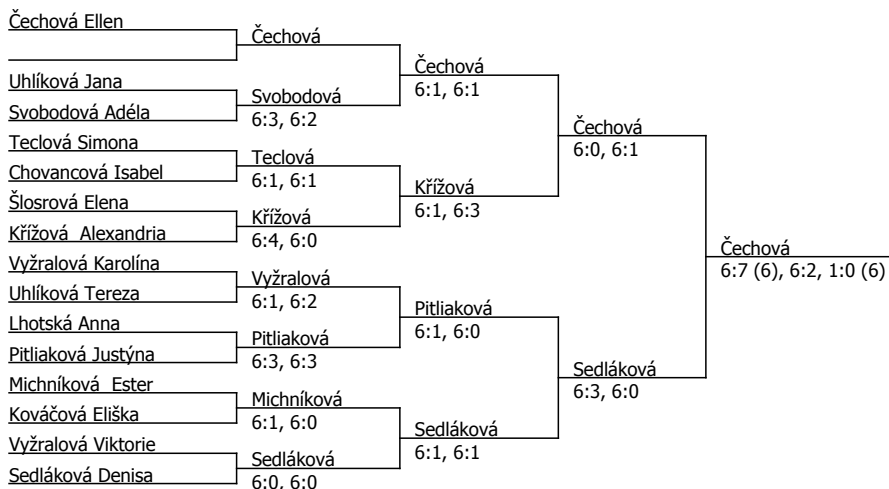 Čechová Ellen
Uhlíková Jana
Svobodová Adéla
Teclová Simona
Chovancová Isabel
Šlosrová Elena
Křížová  Alexandria
Vyžralová Karolína
Uhlíková Tereza
Lhotská Anna
Pitliaková Justýna
Michníková  Ester
Kováčová Eliška
Vyžralová Viktorie
Sedláková Denisa
Čechová
Svobodová
6:3, 6:2
Teclová
6:1, 6:1
Křížová
6:4, 6:0
Vyžralová
6:1, 6:2
Pitliaková
6:3, 6:3
Michníková
6:1, 6:0
Sedláková
6:0, 6:0
Čechová
6:1, 6:1
Křížová
6:1, 6:3
Pitliaková
6:1, 6:0
Sedláková
6:1, 6:1
Čechová
6:0, 6:1
Sedláková
6:3, 6:0
Čechová
6:7 (6), 6:2, 1:0 (6)